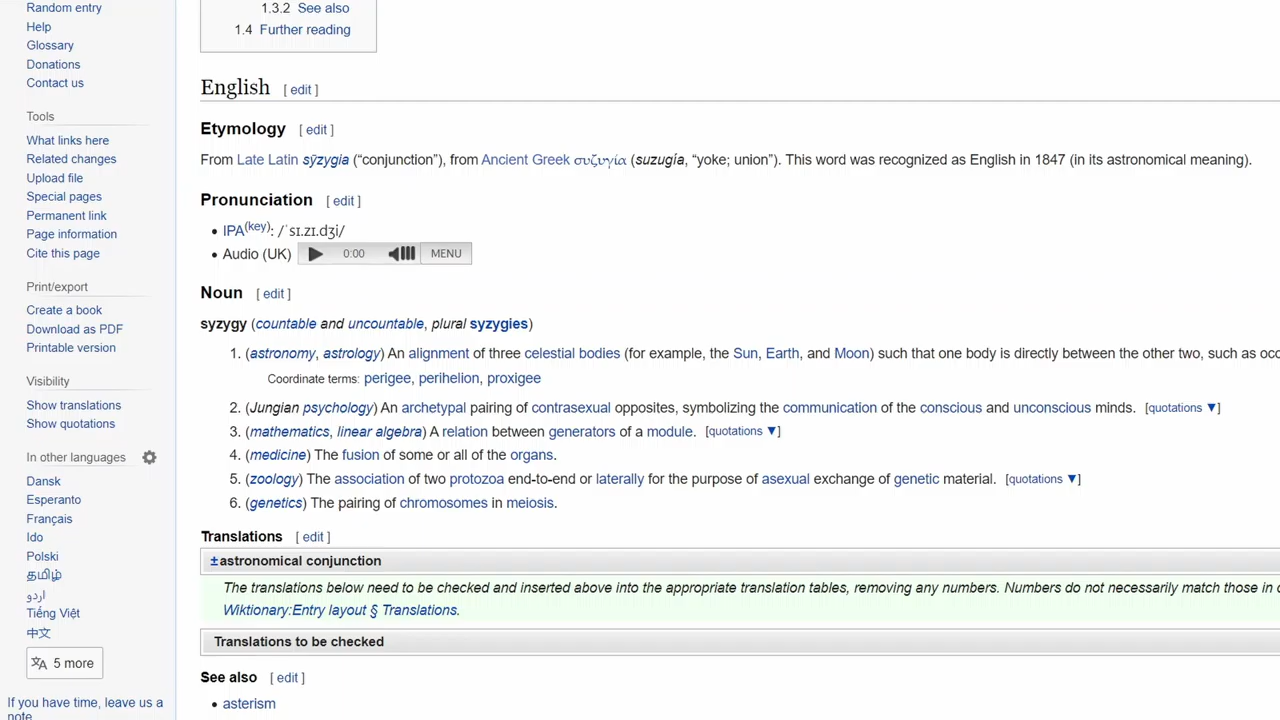 Random entry
Help
Glossary
Donations
Contact us
Tools
What links here
Related changes
Upload file
Special pages
Permanent link
Page information
Cite this page
Print/export
Create a book
Download as PDF
Printable version
Visibility
Show translations
Show quotations
In other languages
Dansk
Esperanto
Français
Ido
Polski
தமிழ்
اردو
Tiếng Việt
中文
5 more
If you have time, leave us a
note.
1.3.2 See also
1.4 Further reading
English [ edit ]
Etymology [ edit ]
From Late Latin sȳzygia (“conjunction”), from Ancient Greek συζυγία (suzugía, “yoke; union”). This word was recognized as English in 1847 (in its astronomical meaning).
Pronunciation [ edit ]
• IPA(key): /ˈsɪ.zɪ.dʒi/
• Audio (UK) 0:00 MENU
Noun [ edit ]
syzygy (countable and uncountable, plural syzygies)
1. (astronomy, astrology) An alignment of three celestial bodies (for example, the Sun, Earth, and Moon) such that one body is directly between the other two, such as occ
Coordinate terms: perigee, perihelion, proxigee
2. (Jungian psychology) An archetypal pairing of contrasexual opposites, symbolizing the communication of the conscious and unconscious minds. [quotations ▼]
3. (mathematics, linear algebra) A relation between generators of a module. [quotations ▼]
4. (medicine) The fusion of some or all of the organs.
5. (zoology) The association of two protozoa end-to-end or laterally for the purpose of asexual exchange of genetic material. [quotations ▼]
6. (genetics) The pairing of chromosomes in meiosis.
Translations [ edit ]
±astronomical conjunction
The translations below need to be checked and inserted above into the appropriate translation tables, removing any numbers. Numbers do not necessarily match those in
Wiktionary:Entry layout § Translations.
Translations to be checked
See also [ edit ]
• asterism